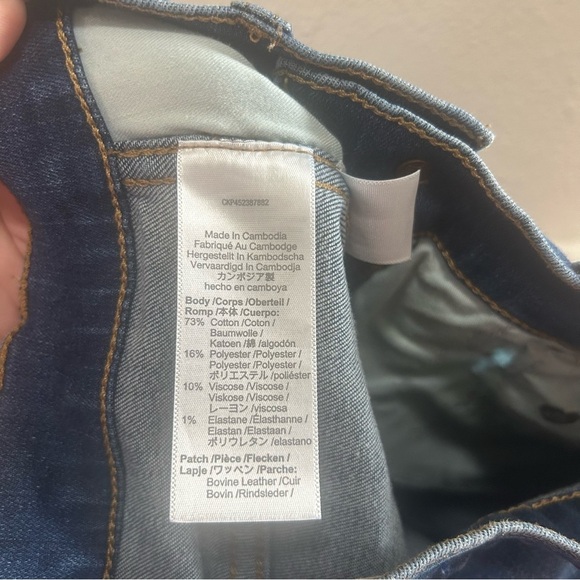 CKP452387882
Made In Cambodia
Fabriqué Au Cambodge
Hergestellt In Kambodscha
Vervaardigd In Cambodja
カンボジア製
hecho en camboya
Body /Corps /Oberteil /
Romp /本体 /Cuerpo:
73% Cotton /Coton /
Baumwolle /
Katoen /綿 /algodón
16% Polyester /Polyester /
Polyester /Polyester /
ポリエステル /poliéster
10% Viscose /Viscose /
Viskose /Viscose /
レーヨン /viscosa
1% Elastane /Élasthanne /
Elastan /Elastaan /
ポリウレタン /elastano
Patch /Pièce /Flecken /
Lapje /ワッペン /Parche:
Bovine Leather /Cuir
Bovin /Rindsleder /